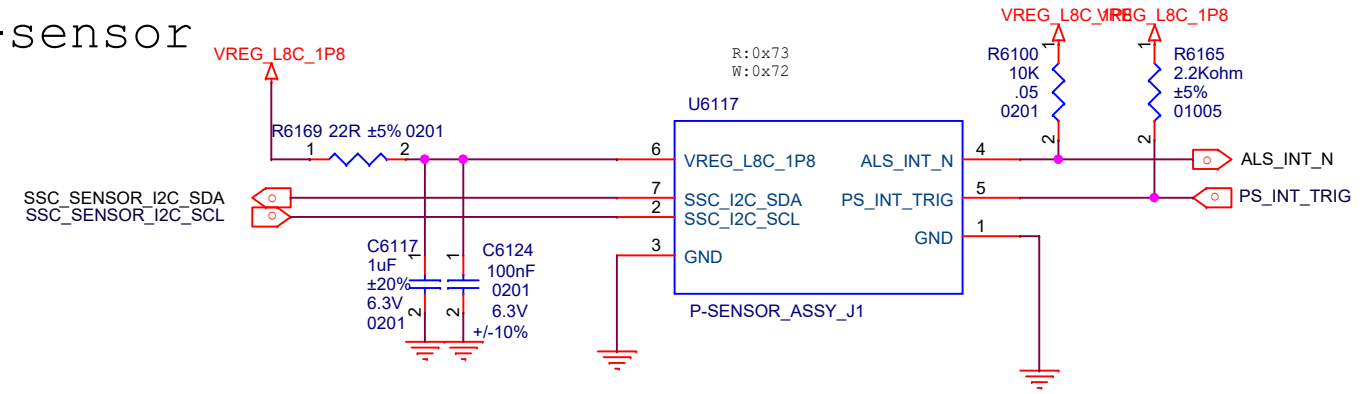 -sensor
VREG_L8C_1P8
R:0x73
W:0x72
VREG_L8C_1P8
VREG_L8C_1P8
R6100
10K
.05
0201
1
2
R6165
2.2Kohm
±5%
01005
1
2
U6117
R6169 22R ±5% 0201
1
2
6
VREG_L8C_1P8
ALS_INT_N
4
ALS_INT_N
SSC_SENSOR_I2C_SDA
7
SSC_I2C_SDA
PS_INT_TRIG
5
PS_INT_TRIG
SSC_SENSOR_I2C_SCL
2
SSC_I2C_SCL
GND
1
3
GND
C6117
1uF
±20%
6.3V
0201
1
2
C6124
100nF
0201
6.3V
+/-10%
1
2
P-SENSOR_ASSY_J1